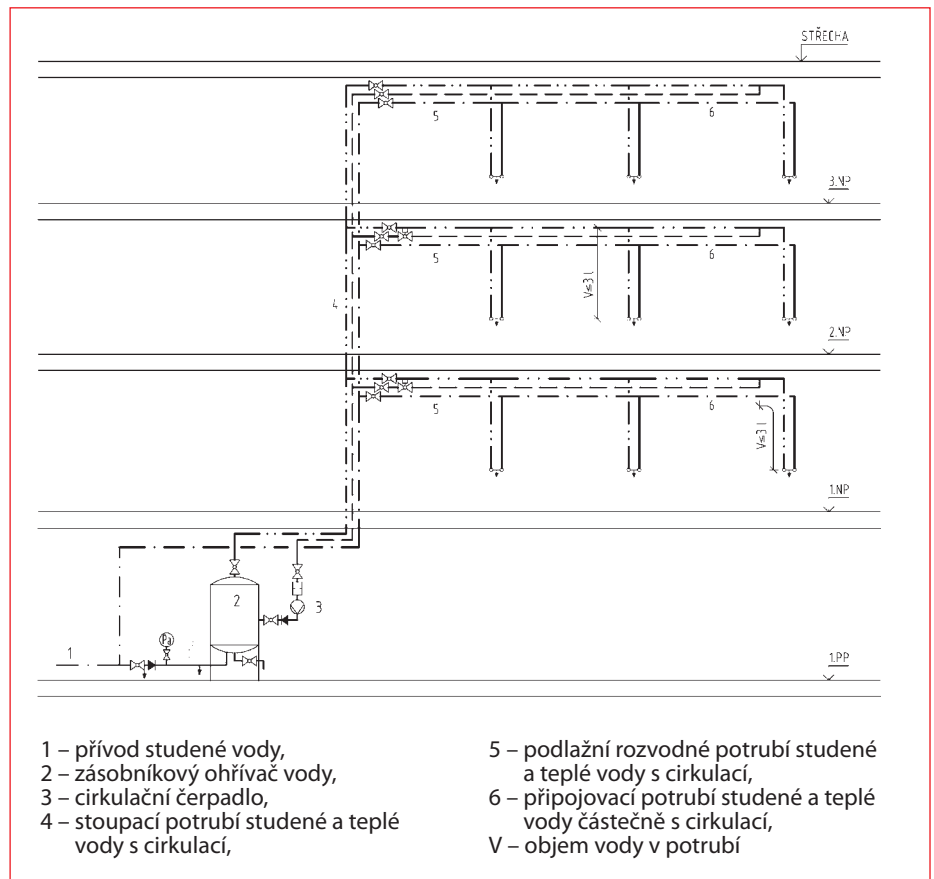 STŘECHA
5
6
3.NP
5
6
V≤3 l
4
2.NP
5
6
V≤3 l
1.NP
Pa
2
3
1
1.PP
1 – přívod studené vody,
2 – zásobníkový ohřívač vody,
3 – cirkulační čerpadlo,
4 – stoupací potrubí studené a teplé
vody s cirkulací,
5 – podlažní rozvodné potrubí studené
a teplé vody s cirkulací,
6 – připojovací potrubí studené a teplé
vody částečně s cirkulací,
V – objem vody v potrubí